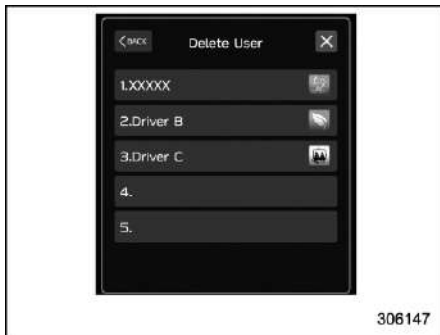 BACK Delete User
1.XXXXX
2.Driver B
3.Driver C
4.
5.
306147